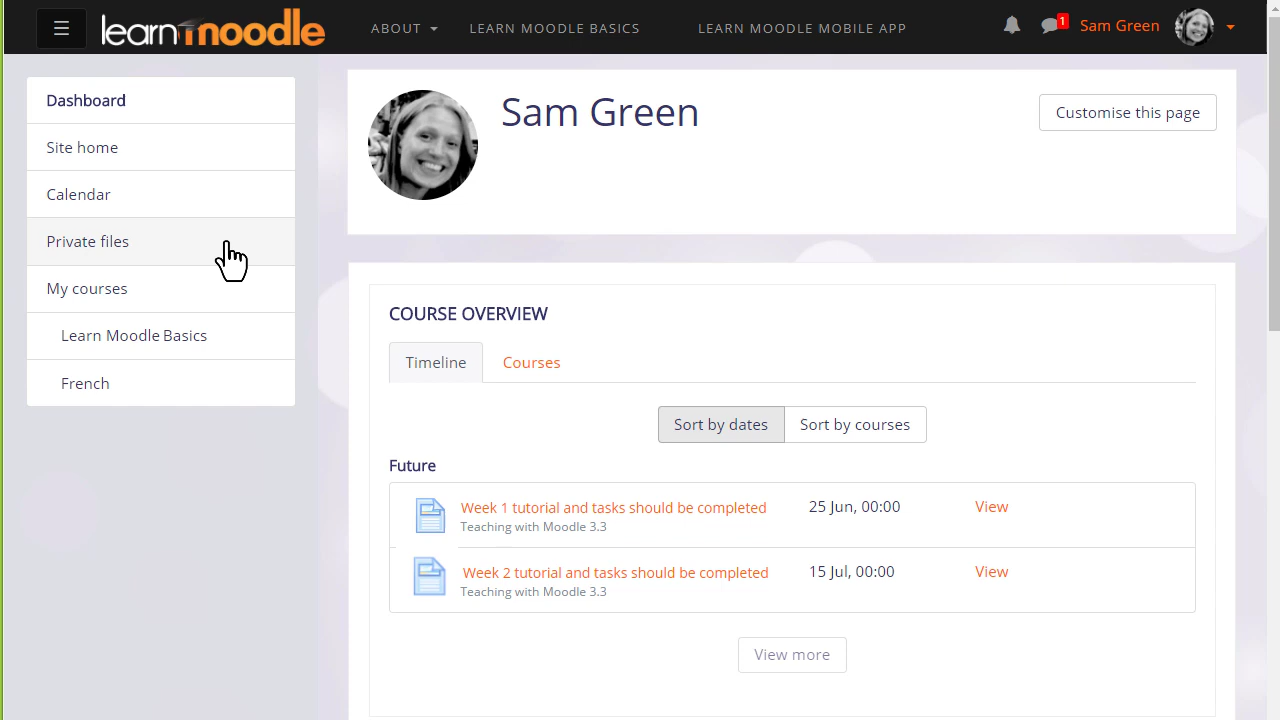 learn moodle
ABOUT
LEARN MOODLE BASICS
LEARN MOODLE MOBILE APP
1
Sam Green
Dashboard
Site home
Calendar
Private files
My courses
Learn Moodle Basics
French
Sam Green
Customise this page
COURSE OVERVIEW
Timeline
Courses
Sort by dates
Sort by courses
Future
Week 1 tutorial and tasks should be completed
25 Jun, 00:00
View
Teaching with Moodle 3.3
Week 2 tutorial and tasks should be completed
15 Jul, 00:00
View
Teaching with Moodle 3.3
View more